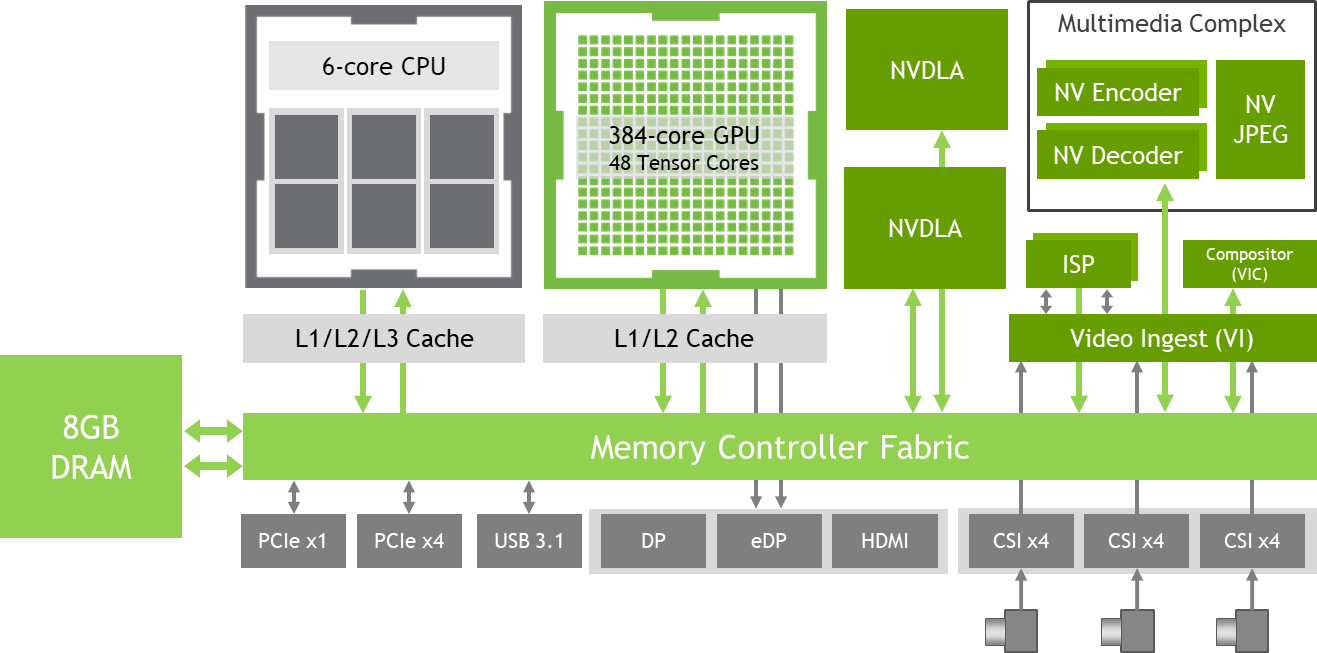 6-core CPU
384-core GPU
48 Tensor Cores
NVDLA
NVDLA
Multimedia Complex
NV Encoder
NV Decoder
NV
JPEG
ISP
Compositor
(VIC)
L1/L2/L3 Cache
L1/L2 Cache
Video Ingest (VI)
8GB
DRAM
Memory Controller Fabric
PCIe x1
PCIe x4
USB 3.1
DP
eDP
HDMI
CSI x4
CSI x4
CSI x4